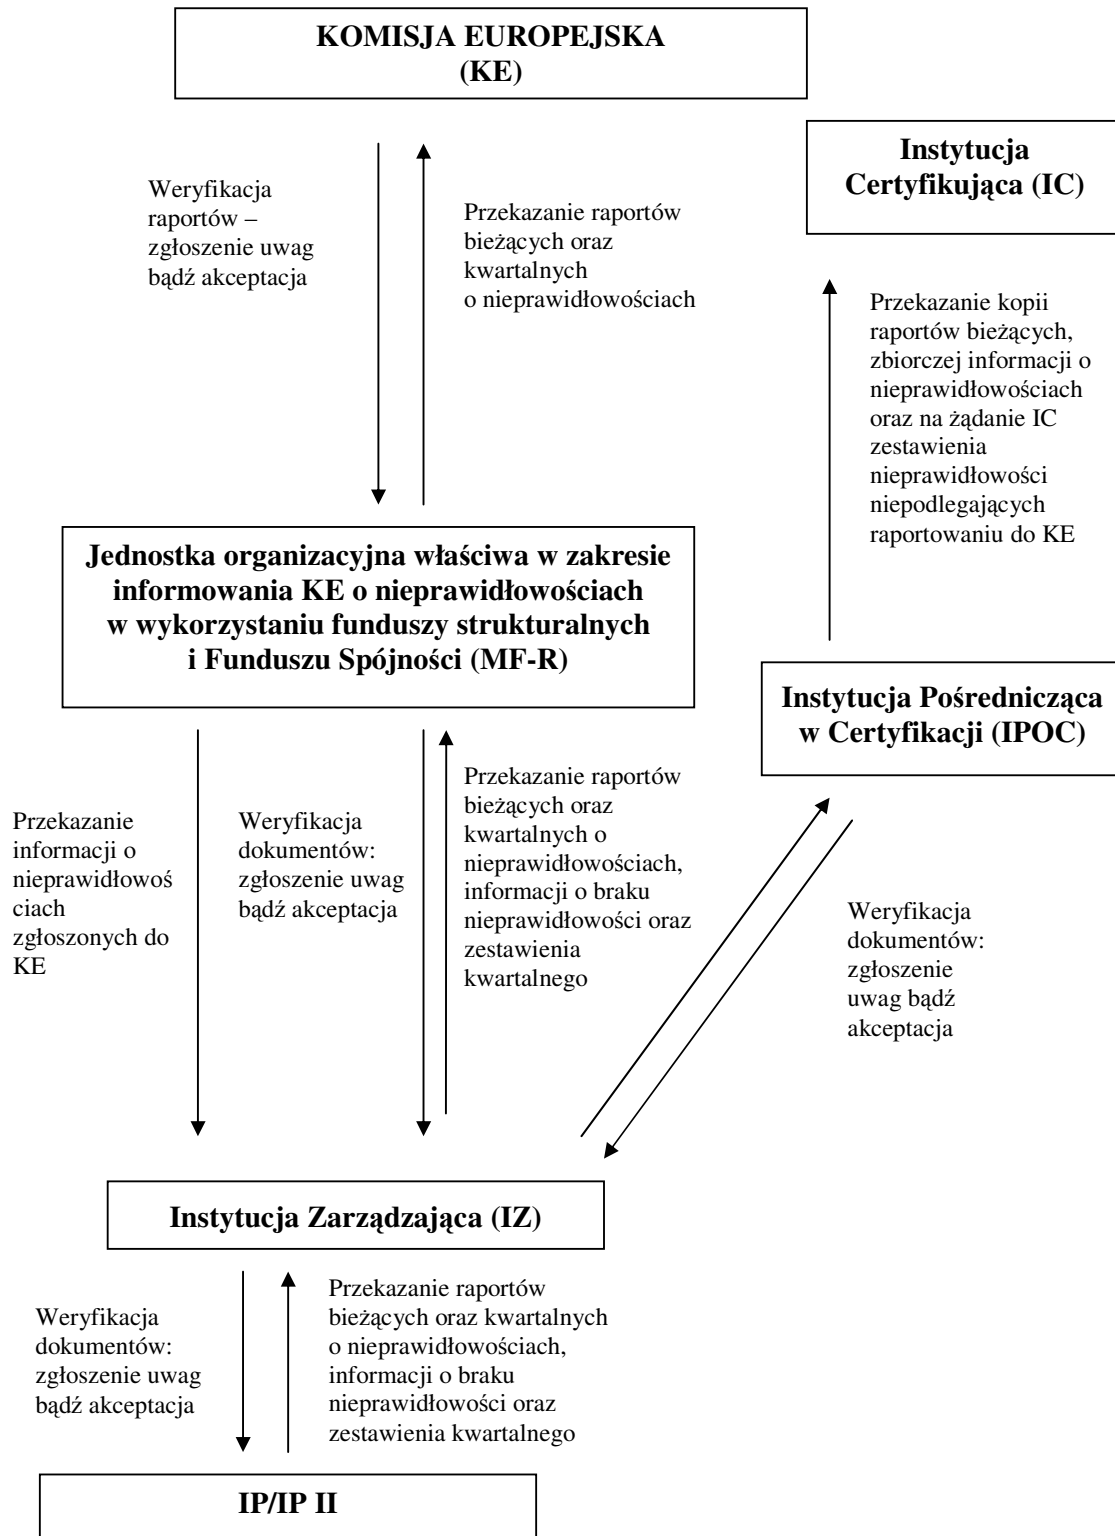 KOMISJA EUROPEJSKA
(KE)
Instytucja
Certyfikująca (IC)
Weryfikacja
raportów –
zgłoszenie uwag
bądź akceptacja
Przekazanie raportów
bieżących oraz
kwartalnych
o nieprawidłowościach
Przekazanie kopii
raportów bieżących,
zbiorczej informacji o
nieprawidłowościach
oraz na żądanie IC
zestawienia
nieprawidłowości
niepodlegających
raportowaniu do KE
Jednostka organizacyjna właściwa w zakresie
informowania KE o nieprawidłowościach
w wykorzystaniu funduszy strukturalnych
i Funduszu Spójności (MF-R)
Instytucja Pośrednicząca
w Certyfikacji (IPOC)
Przekazanie
informacji o
nieprawidłowoś
ciach
zgłoszonych do
KE
Weryfikacja
dokumentów:
zgłoszenie uwag
bądź akceptacja
Przekazanie raportów
bieżących oraz
kwartalnych o
nieprawidłowościach,
informacji o braku
nieprawidłowości oraz
zestawienia
kwartalnego
Weryfikacja
dokumentów:
zgłoszenie
uwag bądź
akceptacja
Instytucja Zarządzająca (IZ)
Weryfikacja
dokumentów:
zgłoszenie uwag
bądź akceptacja
Przekazanie raportów
bieżących oraz kwartalnych
o nieprawidłowościach,
informacji o braku
nieprawidłowości oraz
zestawienia kwartalnego
IP/IP II